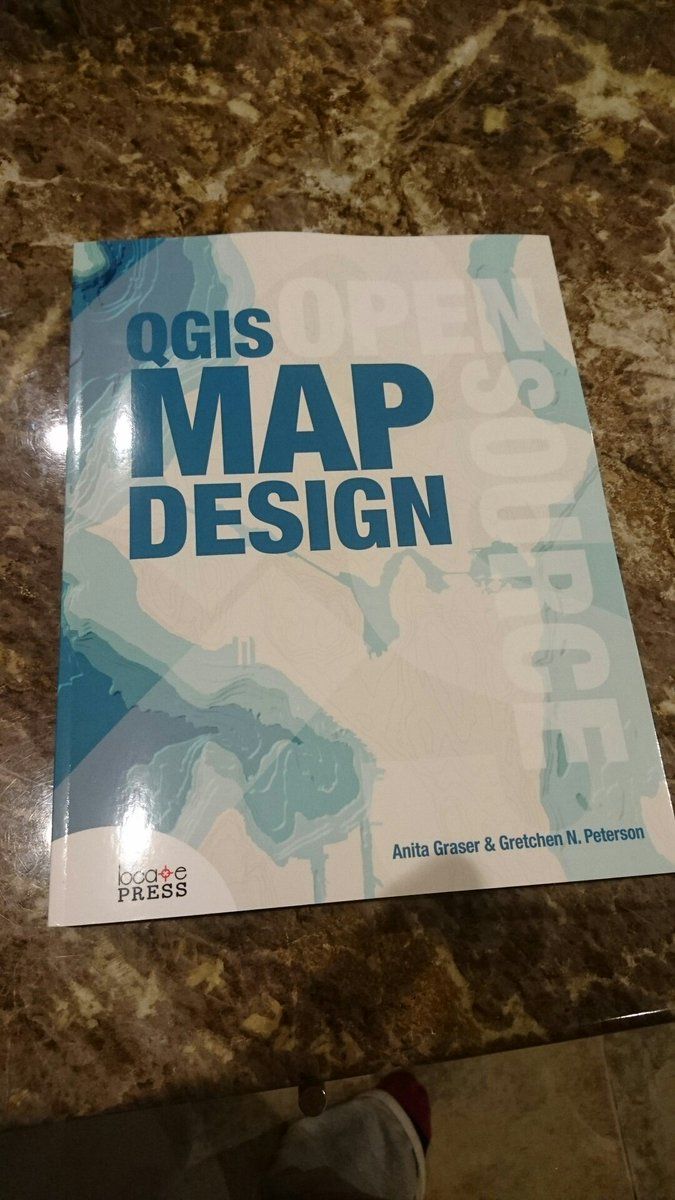 QGIS
MAP
DESIGN
OPEN
SOURCE
Anita Graser & Gretchen N. Peterson
locate
PRESS